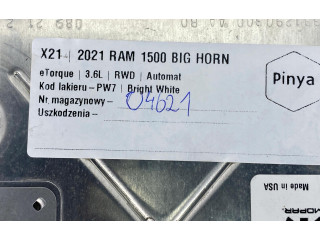 X21 | 2021 RAM 1500 BIG HORN
eTorque | 3.6L | RWD | Automat
Kod lakieru - PW7 | Bright White
Nr. magazynowy - 04621
Uszkodzenia -
Pinya
Made in USA
MOPAR